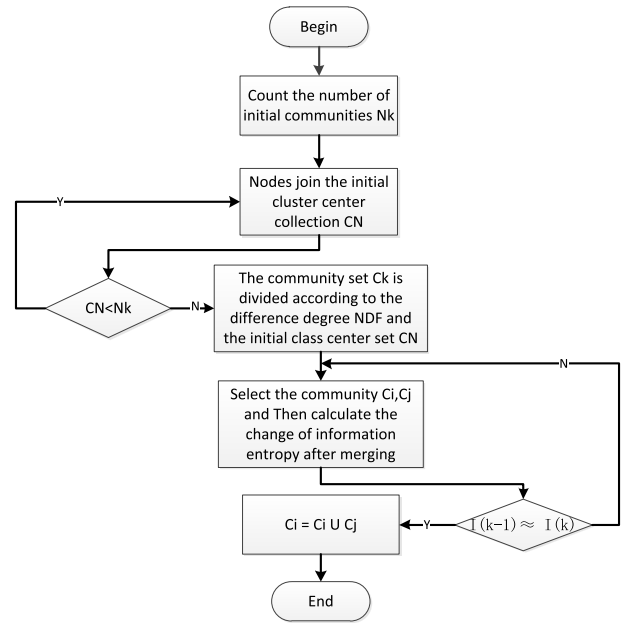 Begin
Count the number of
initial communities Nk
Nodes join the initial
cluster center
collection CN
Y
CN<Nk
N
The community set Ck is
divided according to the
difference degree NDF and
the initial class center set CN
N
Select the community Ci,Cj
and Then calculate the
change of information
entropy after merging
I(k-1)≈ I(k)
Y
Ci = Ci U Cj
End